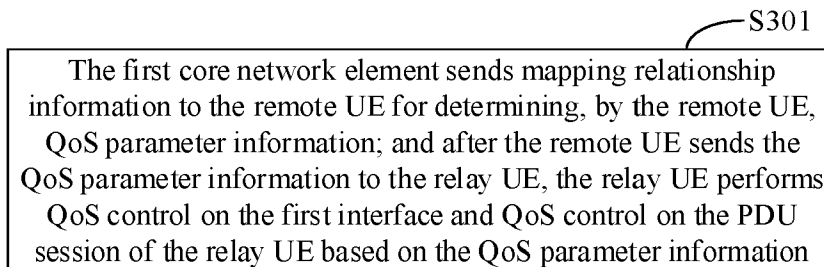 S301
The first core network element sends mapping relationship
information to the remote UE for determining, by the remote UE,
QoS parameter information; and after the remote UE sends the
QoS parameter information to the relay UE, the relay UE performs
QoS control on the first interface and QoS control on the PDU
session of the relay UE based on the QoS parameter information